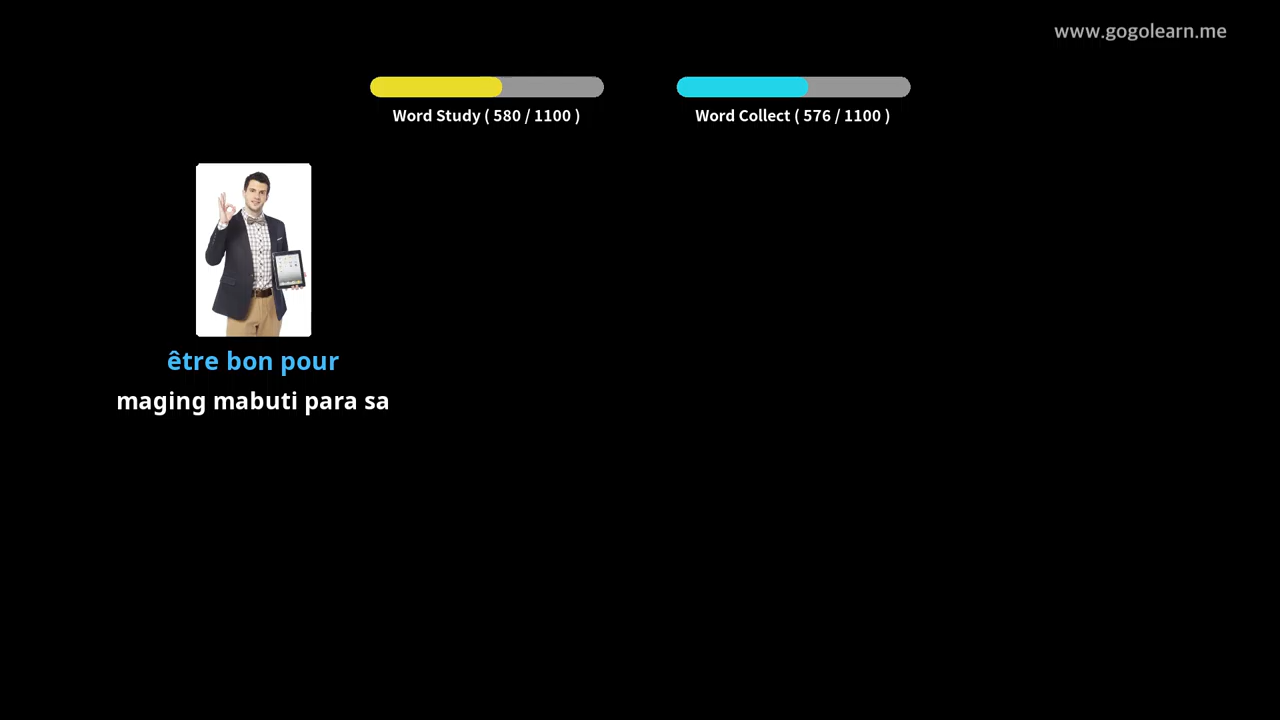 www.gogolearn.me
Word Study ( 580 / 1100 )
Word Collect ( 576 / 1100 )
être bon pour
maging mabuti para sa